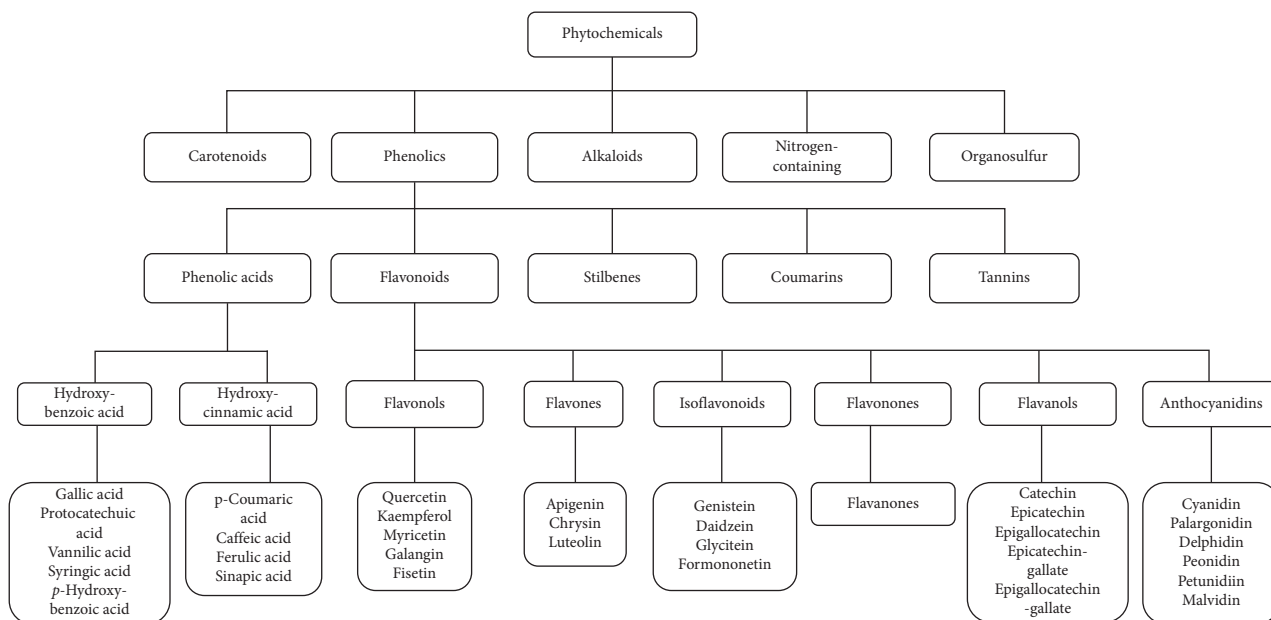 Phytochemicals
Carotenoids
Phenolics
Alkaloids
Nitrogen-
containing
Organosulfur
Phenolic acids
Flavonoids
Stilbenes
Coumarins
Tannins
Hydroxy-
benzoic acid
Hydroxy-
cinnamic acid
Flavonols
Flavones
Isoflavonoids
Flavonones
Flavanols
Anthocyanidins
Gallic acid
Protocatechuic
acid
Vannilic acid
Syringic acid
p-Hydroxy-
benzoic acid
p-Coumaric
acid
Caffeic acid
Ferulic acid
Sinapic acid
Quercetin
Kaempferol
Myricetin
Galangin
Fisetin
Apigenin
Chrysin
Luteolin
Genistein
Daidzein
Glycitein
Formononetin
Flavanones
Catechin
Epicatechin
Epigallocatechin
Epicatechin-
gallate
Epigallocatechin
-gallate
Cyanidin
Palargonidin
Delphidin
Peonidin
Petunidiin
Malvidin